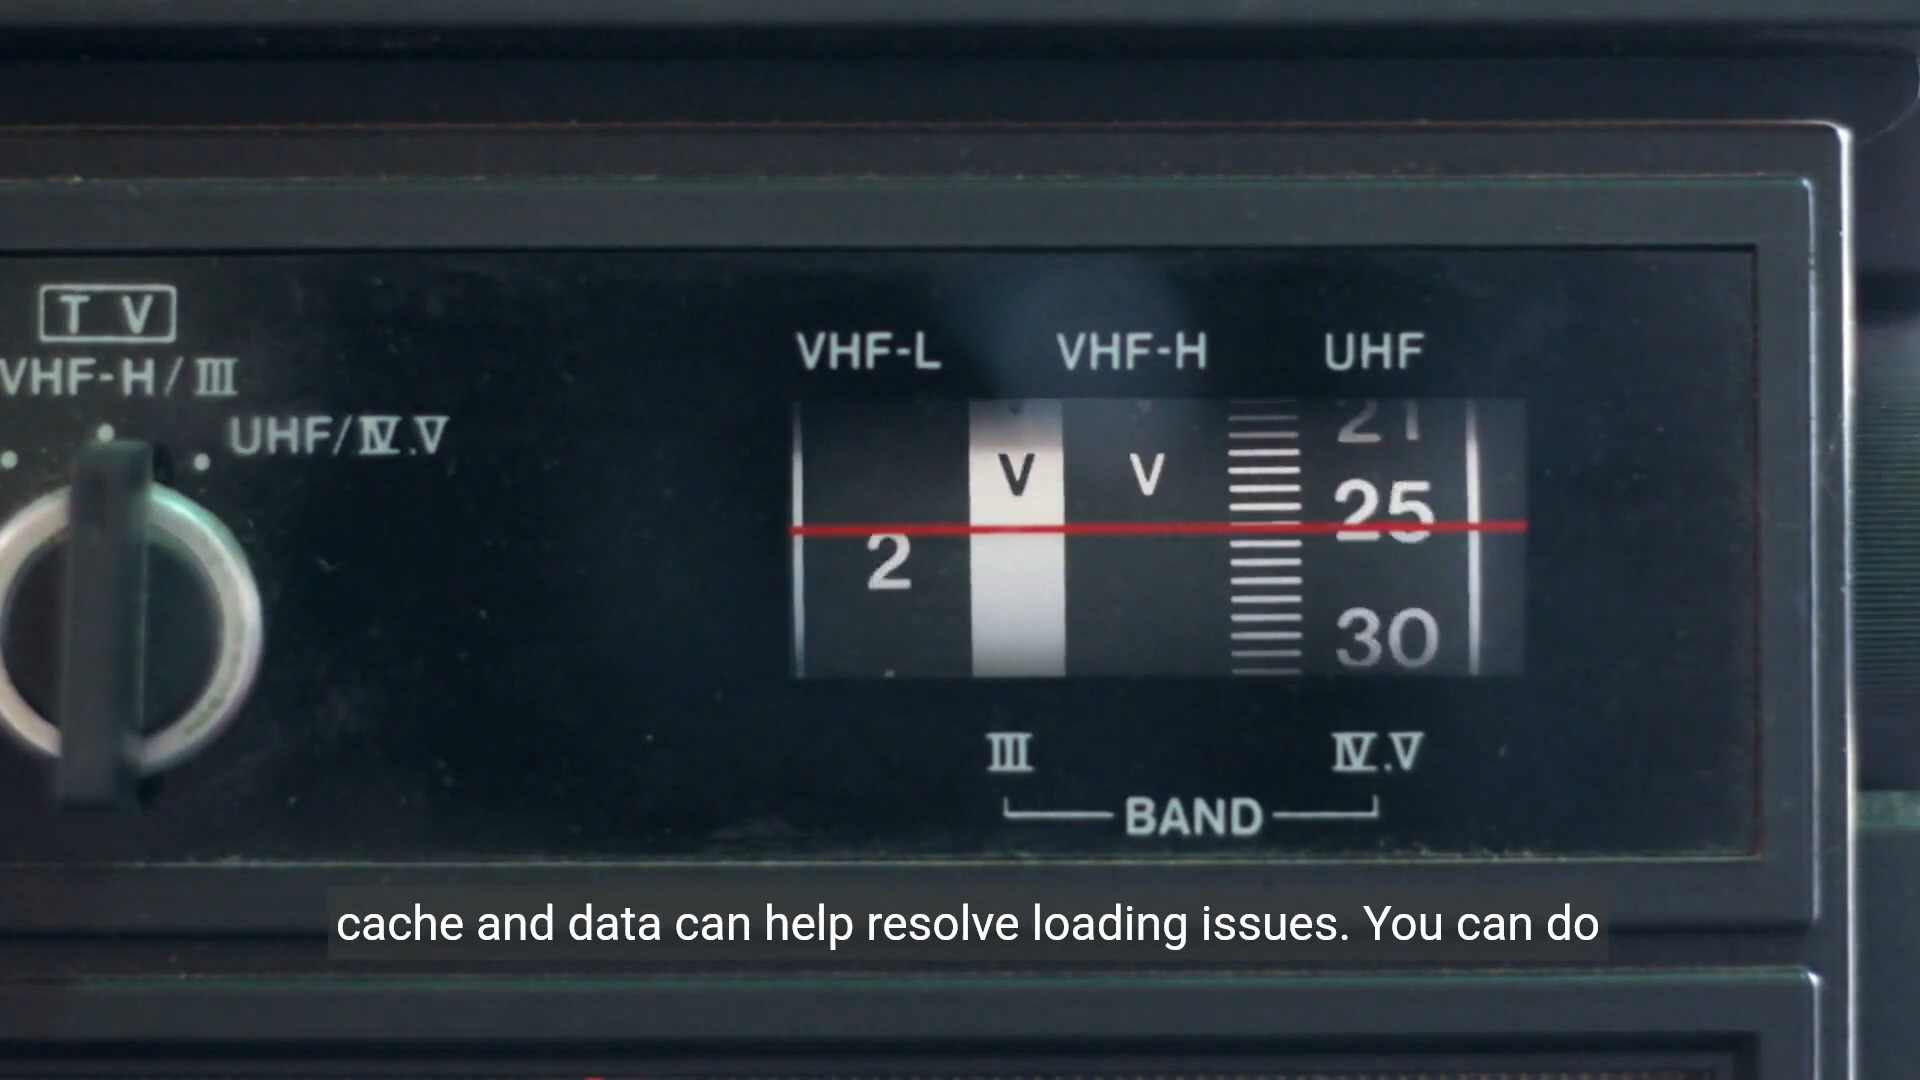 TV
VHF-H/III
UHF/IV.V
VHF-L VHF-H UHF
21
V V
25
2
30
III IV.V
BAND
cache and data can help resolve loading issues. You can do